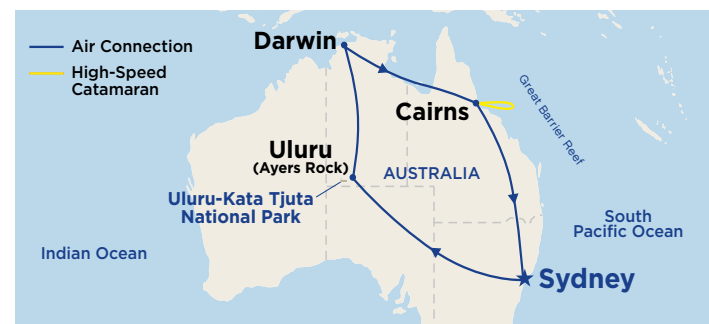 Air Connection
High-Speed
Catamaran
Darwin
Cairns
Great Barrier Reef
Uluru
(Ayers Rock)
AUSTRALIA
Uluru-Kata Tjuta
National Park
South
Pacific Ocean
Indian Ocean
Sydney